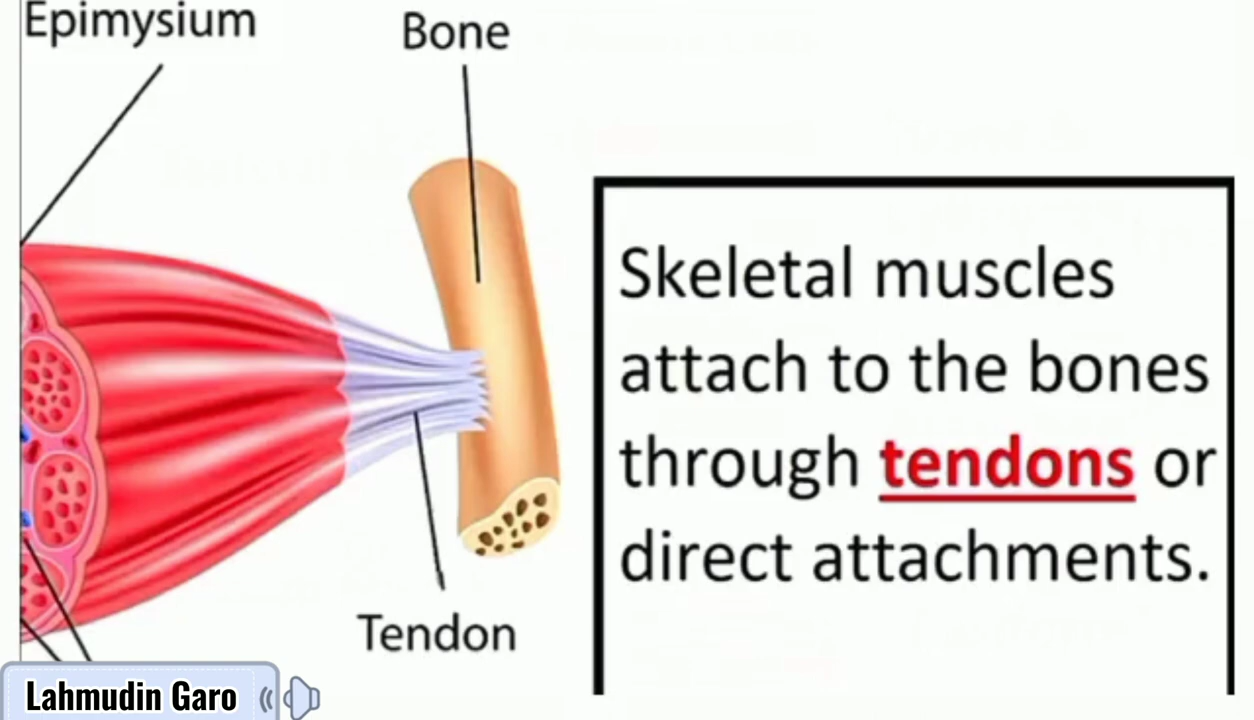 Epimysium
Bone
Skeletal muscles
attach to the bones
through tendons or
direct attachments.
Tendon
Lahmudin Garo